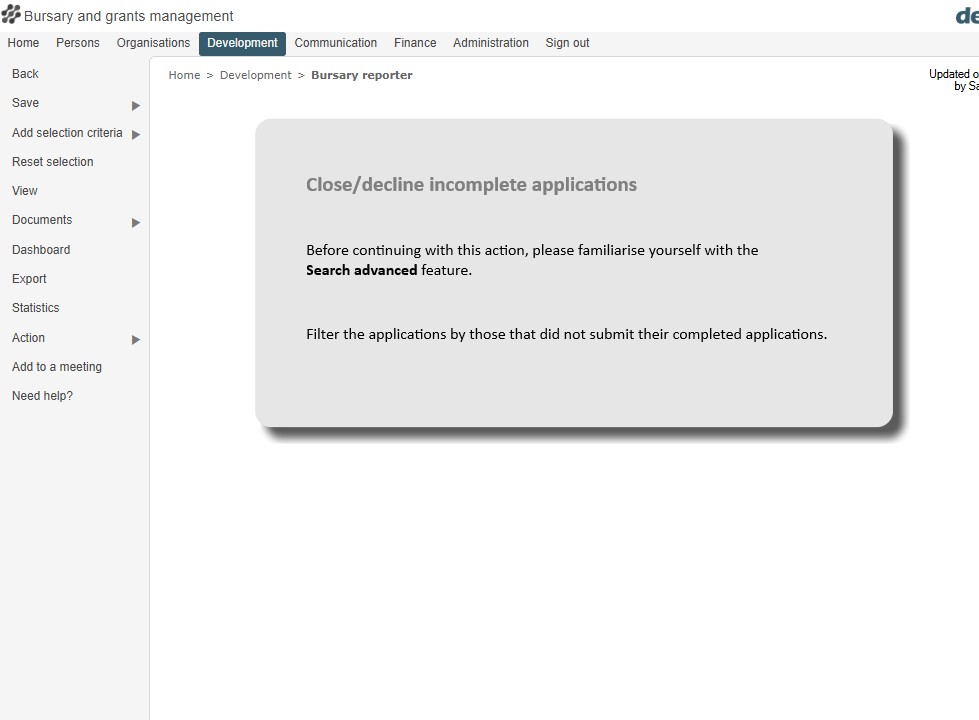 Bursary and grants management
Home Persons Organisations Development Communication Finance Administration Sign out
Back
Save
Add selection criteria
Reset selection
View
Documents
Dashboard
Export
Statistics
Action
Add to a meeting
Need help?
Home > Development > Bursary reporter
Updated
by
Close/decline incomplete applications
Before continuing with this action, please familiarise yourself with the
Search advanced feature.
Filter the applications by those that did not submit their completed applications.